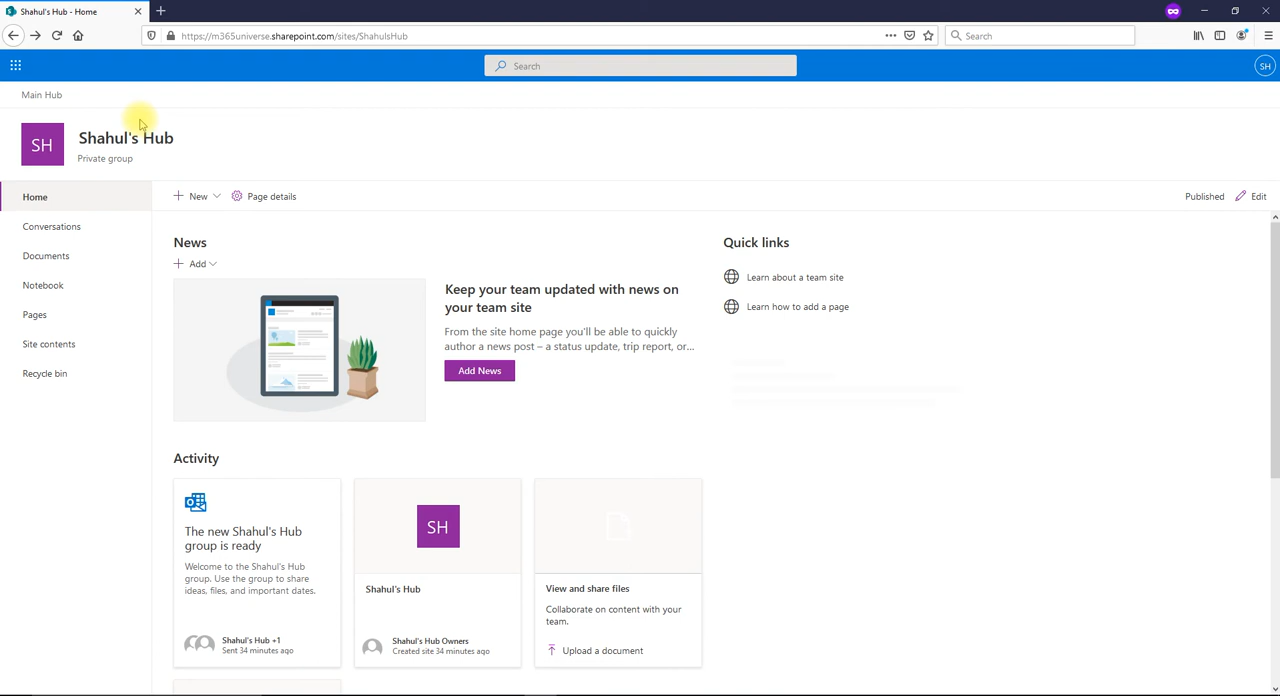 Shahul's Hub - Home
https://m365universe.sharepoint.com/sites/ShahulsHub
Search
Search
SH
Main Hub
SH
Shahul's Hub
Private group
Home
New
Page details
Published
Edit
Conversations
Documents
Notebook
Pages
Site contents
Recycle bin
News
Add
Keep your team updated with news on
your team site
From the site home page you'll be able to quickly
author a news post – a status update, trip report, or...
Add News
Quick links
Learn about a team site
Learn how to add a page
Activity
The new Shahul's Hub
group is ready
Welcome to the Shahul's Hub
group. Use the group to share
ideas, files, and important dates.
Shahul's Hub +1
Sent 34 minutes ago
SH
Shahul's Hub
Shahul's Hub Owners
Created site 34 minutes ago
View and share files
Collaborate on content with your
team.
Upload a document